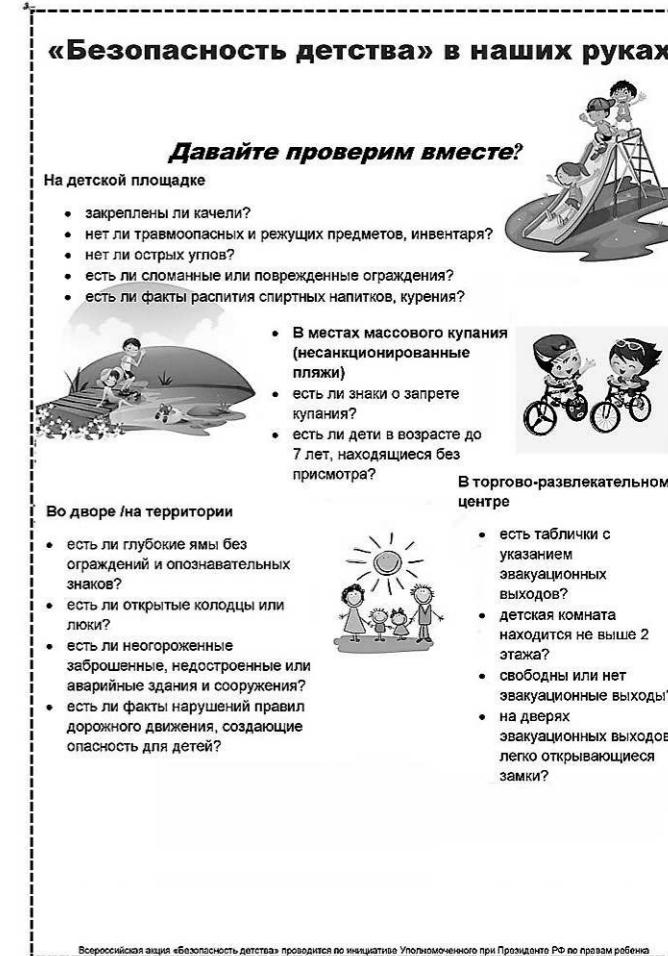 «Безопасность детства» в наших руках
Давайте проверим вместе?
На детской площадке
• закреплены ли качели?
• нет ли травмоопасных и режущих предметов, инвентаря?
• нет ли острых углов?
• есть ли сломанные или поврежденные ограждения?
• есть ли факты распития спиртных напитков, курения?
• В местах массового купания
(несанкционированные
пляжи)
• есть ли знаки о запрете
купания?
• есть ли дети в возрасте до
7 лет, находящиеся без
присмотра?
Во дворе /на территории
• есть ли глубокие ямы без
ограждений и опознавательных
знаков?
• есть ли открытые колодцы или
люки?
• есть ли неогороженные
заброшенные, недостроенные или
аварийные здания и сооружения?
• есть ли факты нарушений правил
дорожного движения, создающие
опасность для детей?
В торгово-развлекательном
центре
• есть таблички с
указанием
эвакуационных
выходов?
• детская комната
находится не выше 2
этажа?
• свободны или нет
эвакуационные выходы?
• на дверях
эвакуационных выходов
легко открывающиеся
замки?
Всероссийская акция «Безопасность детства» проводится по инициативе Уполномоченного при Президенте РФ по правам ребенка